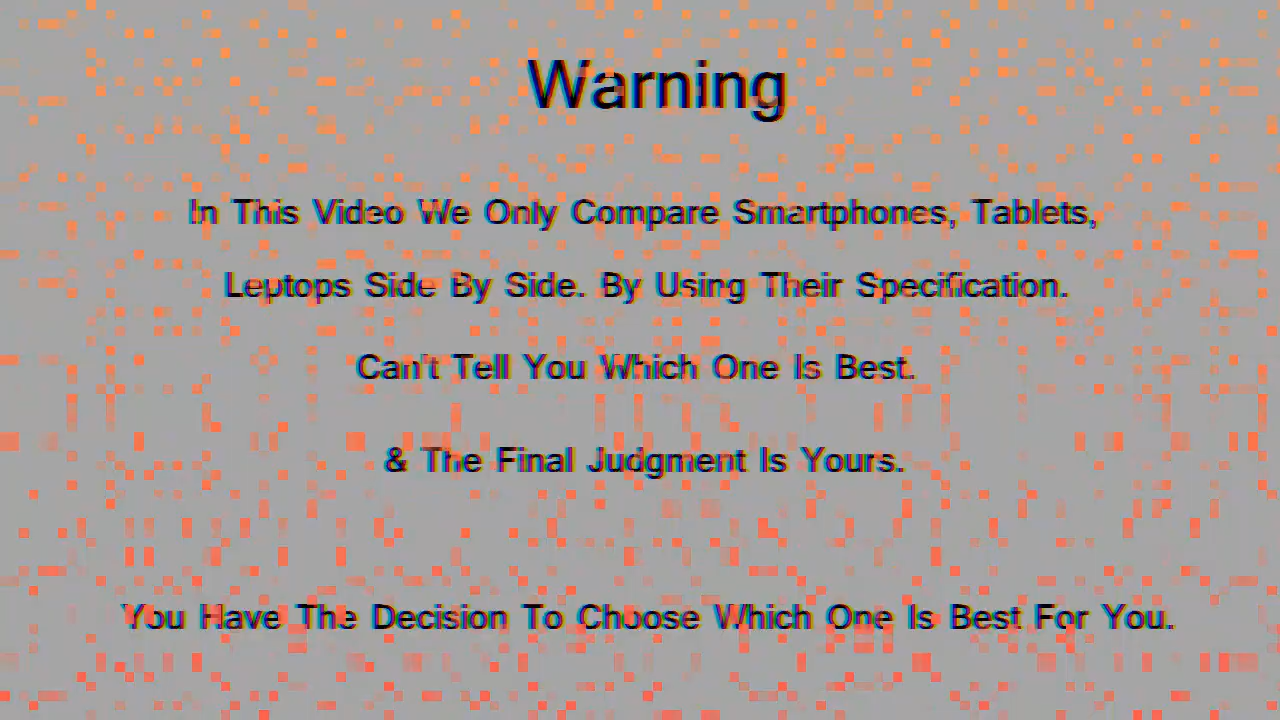 Warning
In This Video We Only Compare Smartphones, Tablets,
Leptops Side By Side. By Using Their Specification.
Can't Tell You Which One Is Best.
& The Final Judgment Is Yours.
You Have The Decision To Choose Which One Is Best For You.